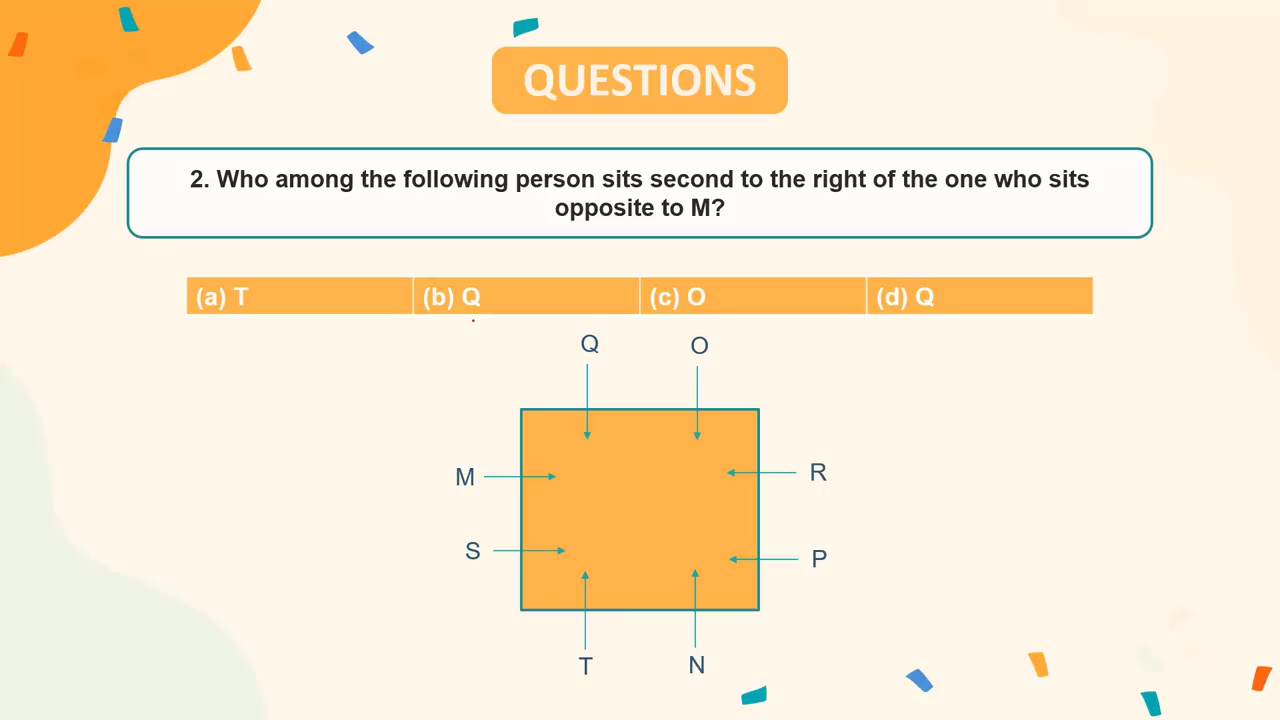 QUESTIONS
2. Who among the following person sits second to the right of the one who sits
opposite to M?
(a) T (b) Q (c) O (d) Q
Q O
M R
S P
T N